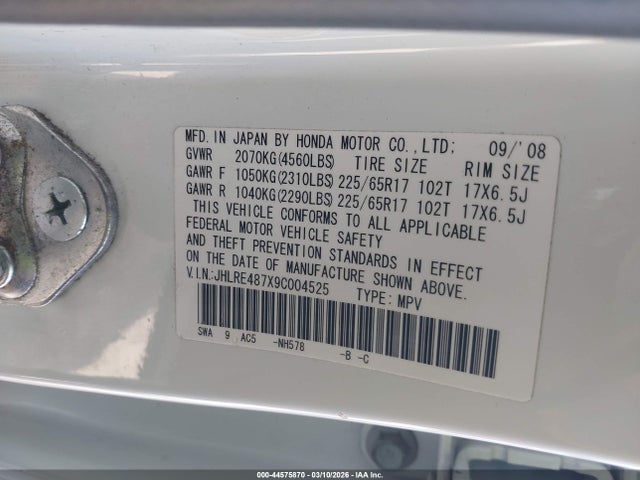 MFD. IN JAPAN BY HONDA MOTOR CO.,LTD: 09/'08
GVWR 2070KG(4560LBS) TIRE SIZE RIM SIZE
GAWR F 1050KG(2310LBS) 225/65R17 102T 17X6.5J
GAWR R 1040KG(2290LBS) 225/65R17 102T 17X6.5J
THIS VEHICLE CONFORMS TO ALL APPLICABLE
FEDERAL MOTOR VEHICLE SAFETY
AND THEFT PREVENTION STANDARDS IN EFFECT
ON THE DATE OF MANUFACTURE SHOWN ABOVE.
V.I.N:JHLRE487X9C004525 TYPE: MPV
SWA 9 AC5 -NH578 -B -C
000-44575870 - 03/10/2026 - IAA Inc.